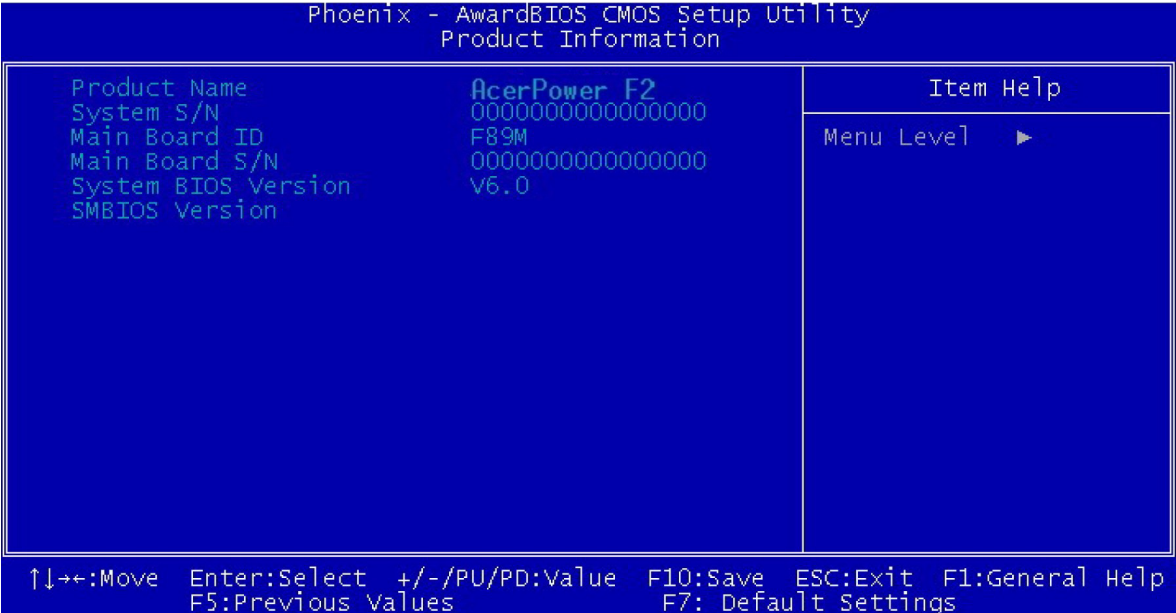 Phoenix - AwardBIOS CMOS Setup Utility
Product Information
Product Name AcerPower F2
System S/N 0000000000000000
Main Board ID F89M
Main Board S/N 0000000000000000
System BIOS Version V6.0
SMBIOS Version
Item Help
Menu Level ►
↑↓→←:Move Enter:Select +/-/PU/PD:Value F10:Save ESC:Exit F1:General Help
F5:Previous Values F7: Default Settings